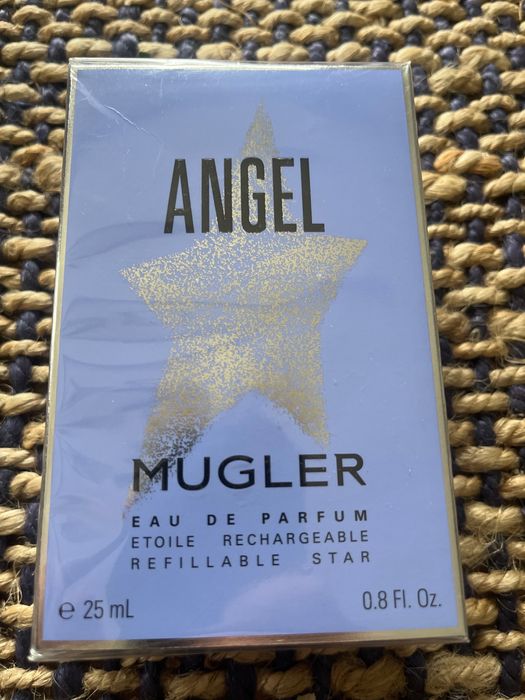 ANGEL
MUGLER
EAU DE PARFUM
ETOILE RECHARGEABLE
REFILLABLE STAR
℮ 25 mL 0.8 Fl. Oz.